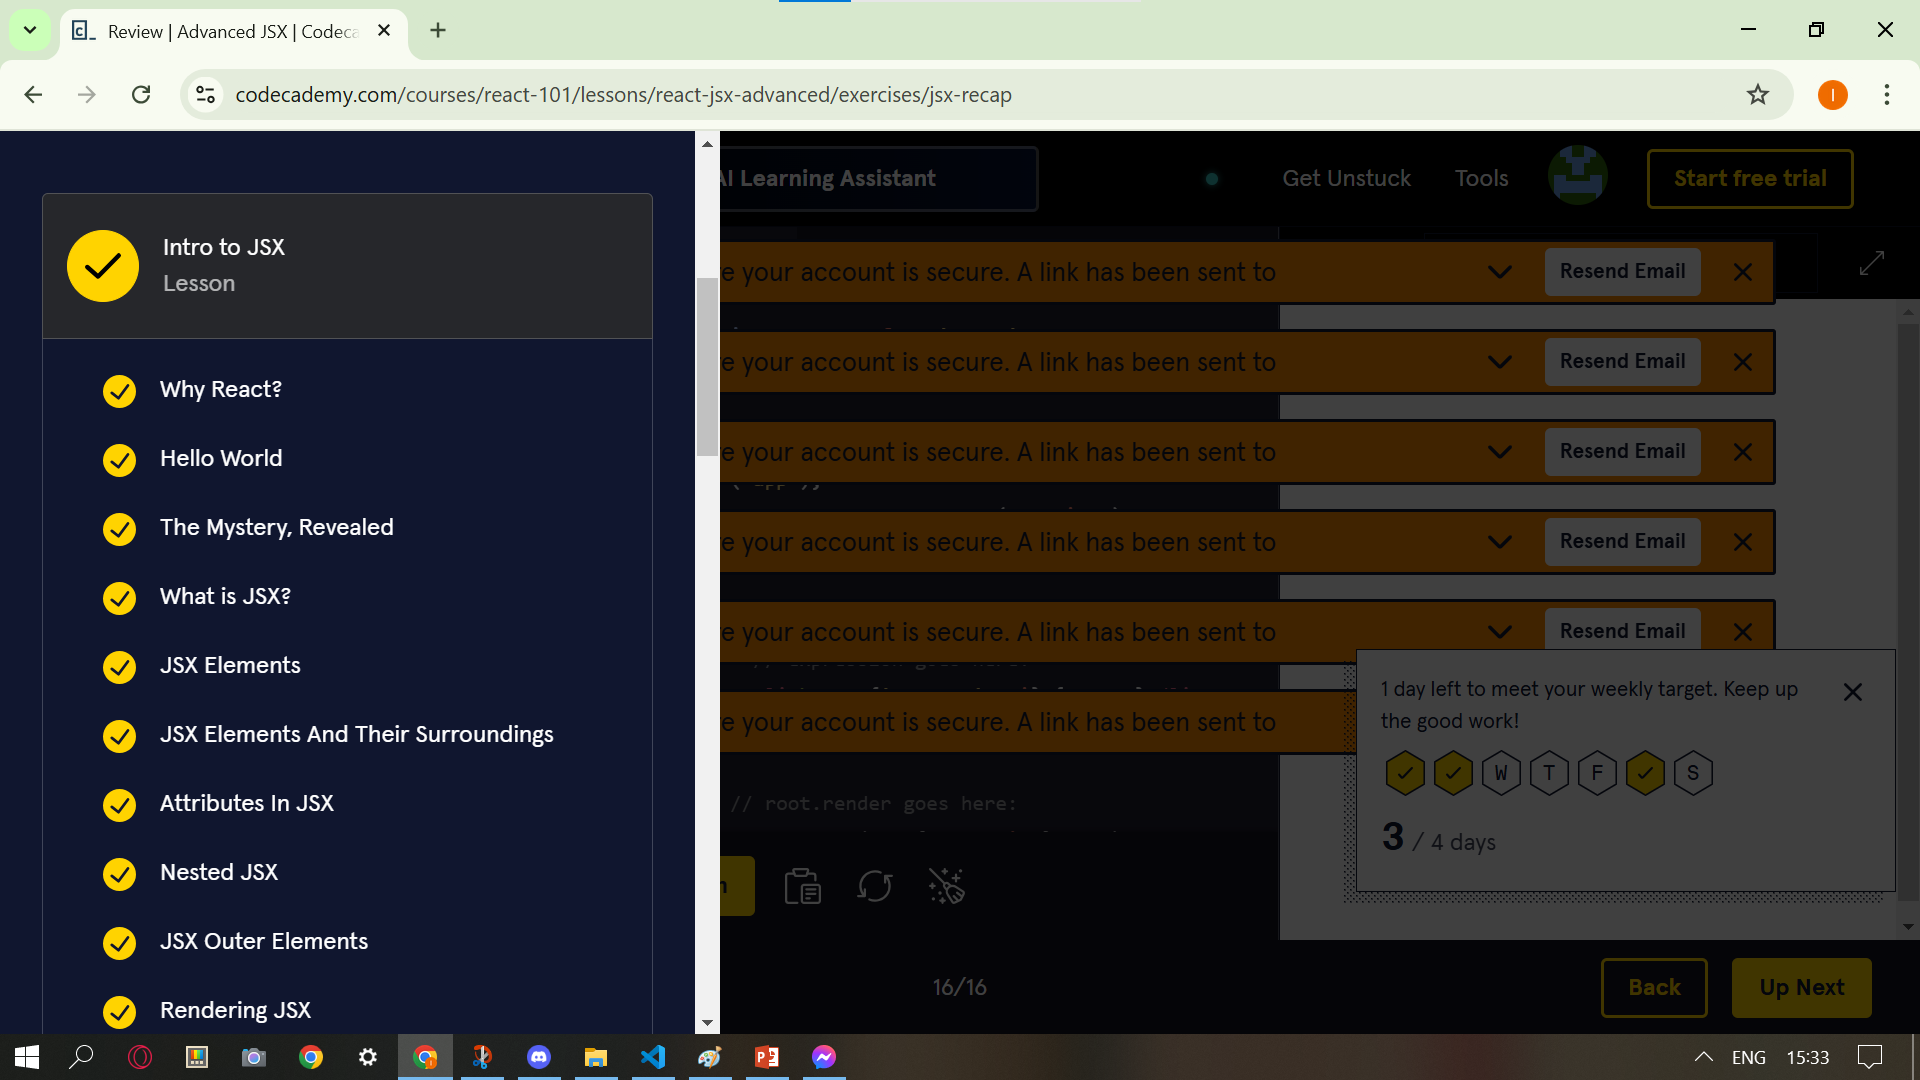 Review | Advanced JSX | Codeca
codecademy.com/courses/react-101/lessons/react-jsx-advanced/exercises/jsx-recap
Intro to JSX
Lesson
Why React?
Hello World
The Mystery, Revealed
What is JSX?
JSX Elements
JSX Elements And Their Surroundings
Attributes In JSX
Nested JSX
JSX Outer Elements
Rendering JSX
AI Learning Assistant
Get Unstuck
Tools
Start free trial
e your account is secure. A link has been sent to
Resend Email
e your account is secure. A link has been sent to
Resend Email
e your account is secure. A link has been sent to
Resend Email
e your account is secure. A link has been sent to
Resend Email
e your account is secure. A link has been sent to
Resend Email
e your account is secure. A link has been sent to
1 day left to meet your weekly target. Keep up
the good work!
W T F S
3 / 4 days
// root.render goes here:
16/16
Back
Up Next
ENG 15:33